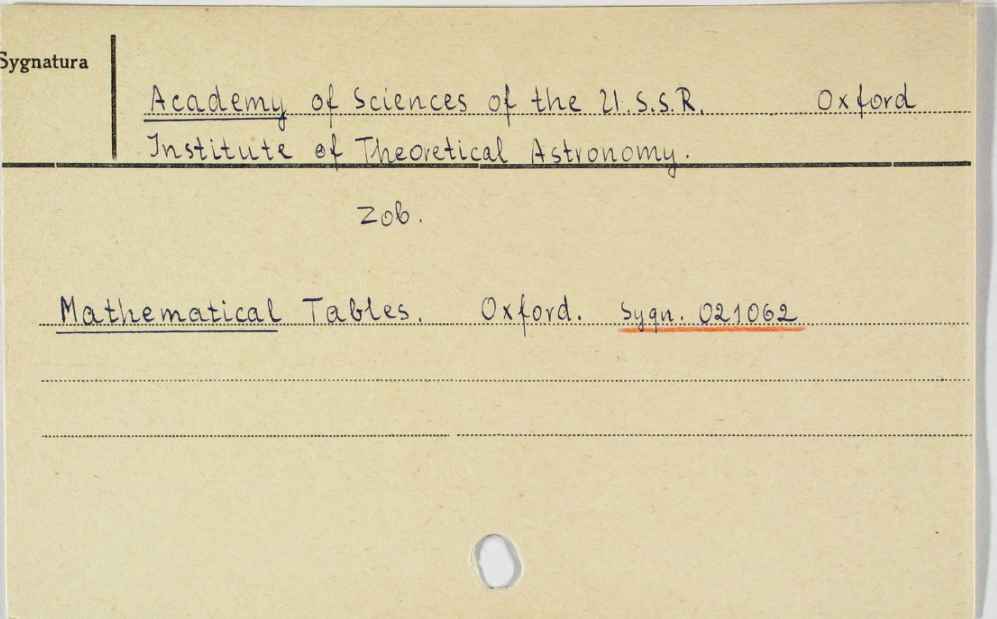 Sygnatura
Academy of Sciences of the U.S.S.R. Oxford
Institute of Theoretical Astronomy.
Zob.
Mathematical Tables. Oxford. Sygn. 021062